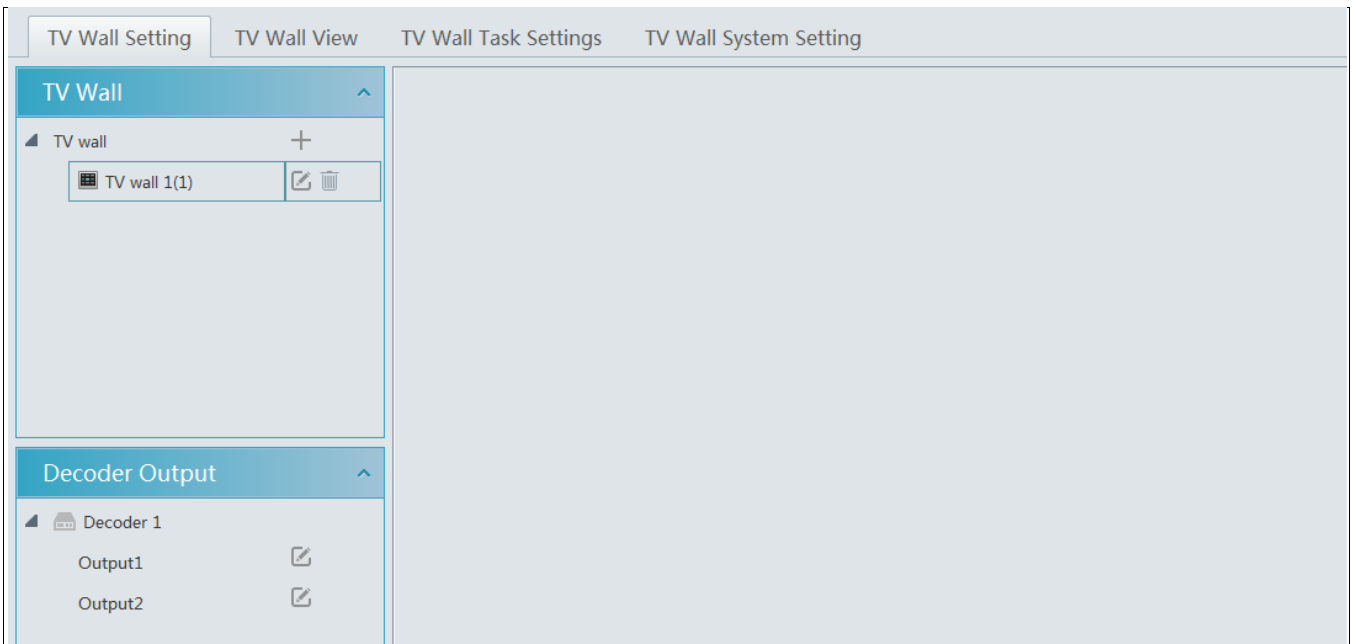 TV Wall Setting TV Wall View TV Wall Task Settings TV Wall System Setting
TV Wall
TV wall
TV wall 1(1)
Decoder Output
Decoder 1
Output1
Output2